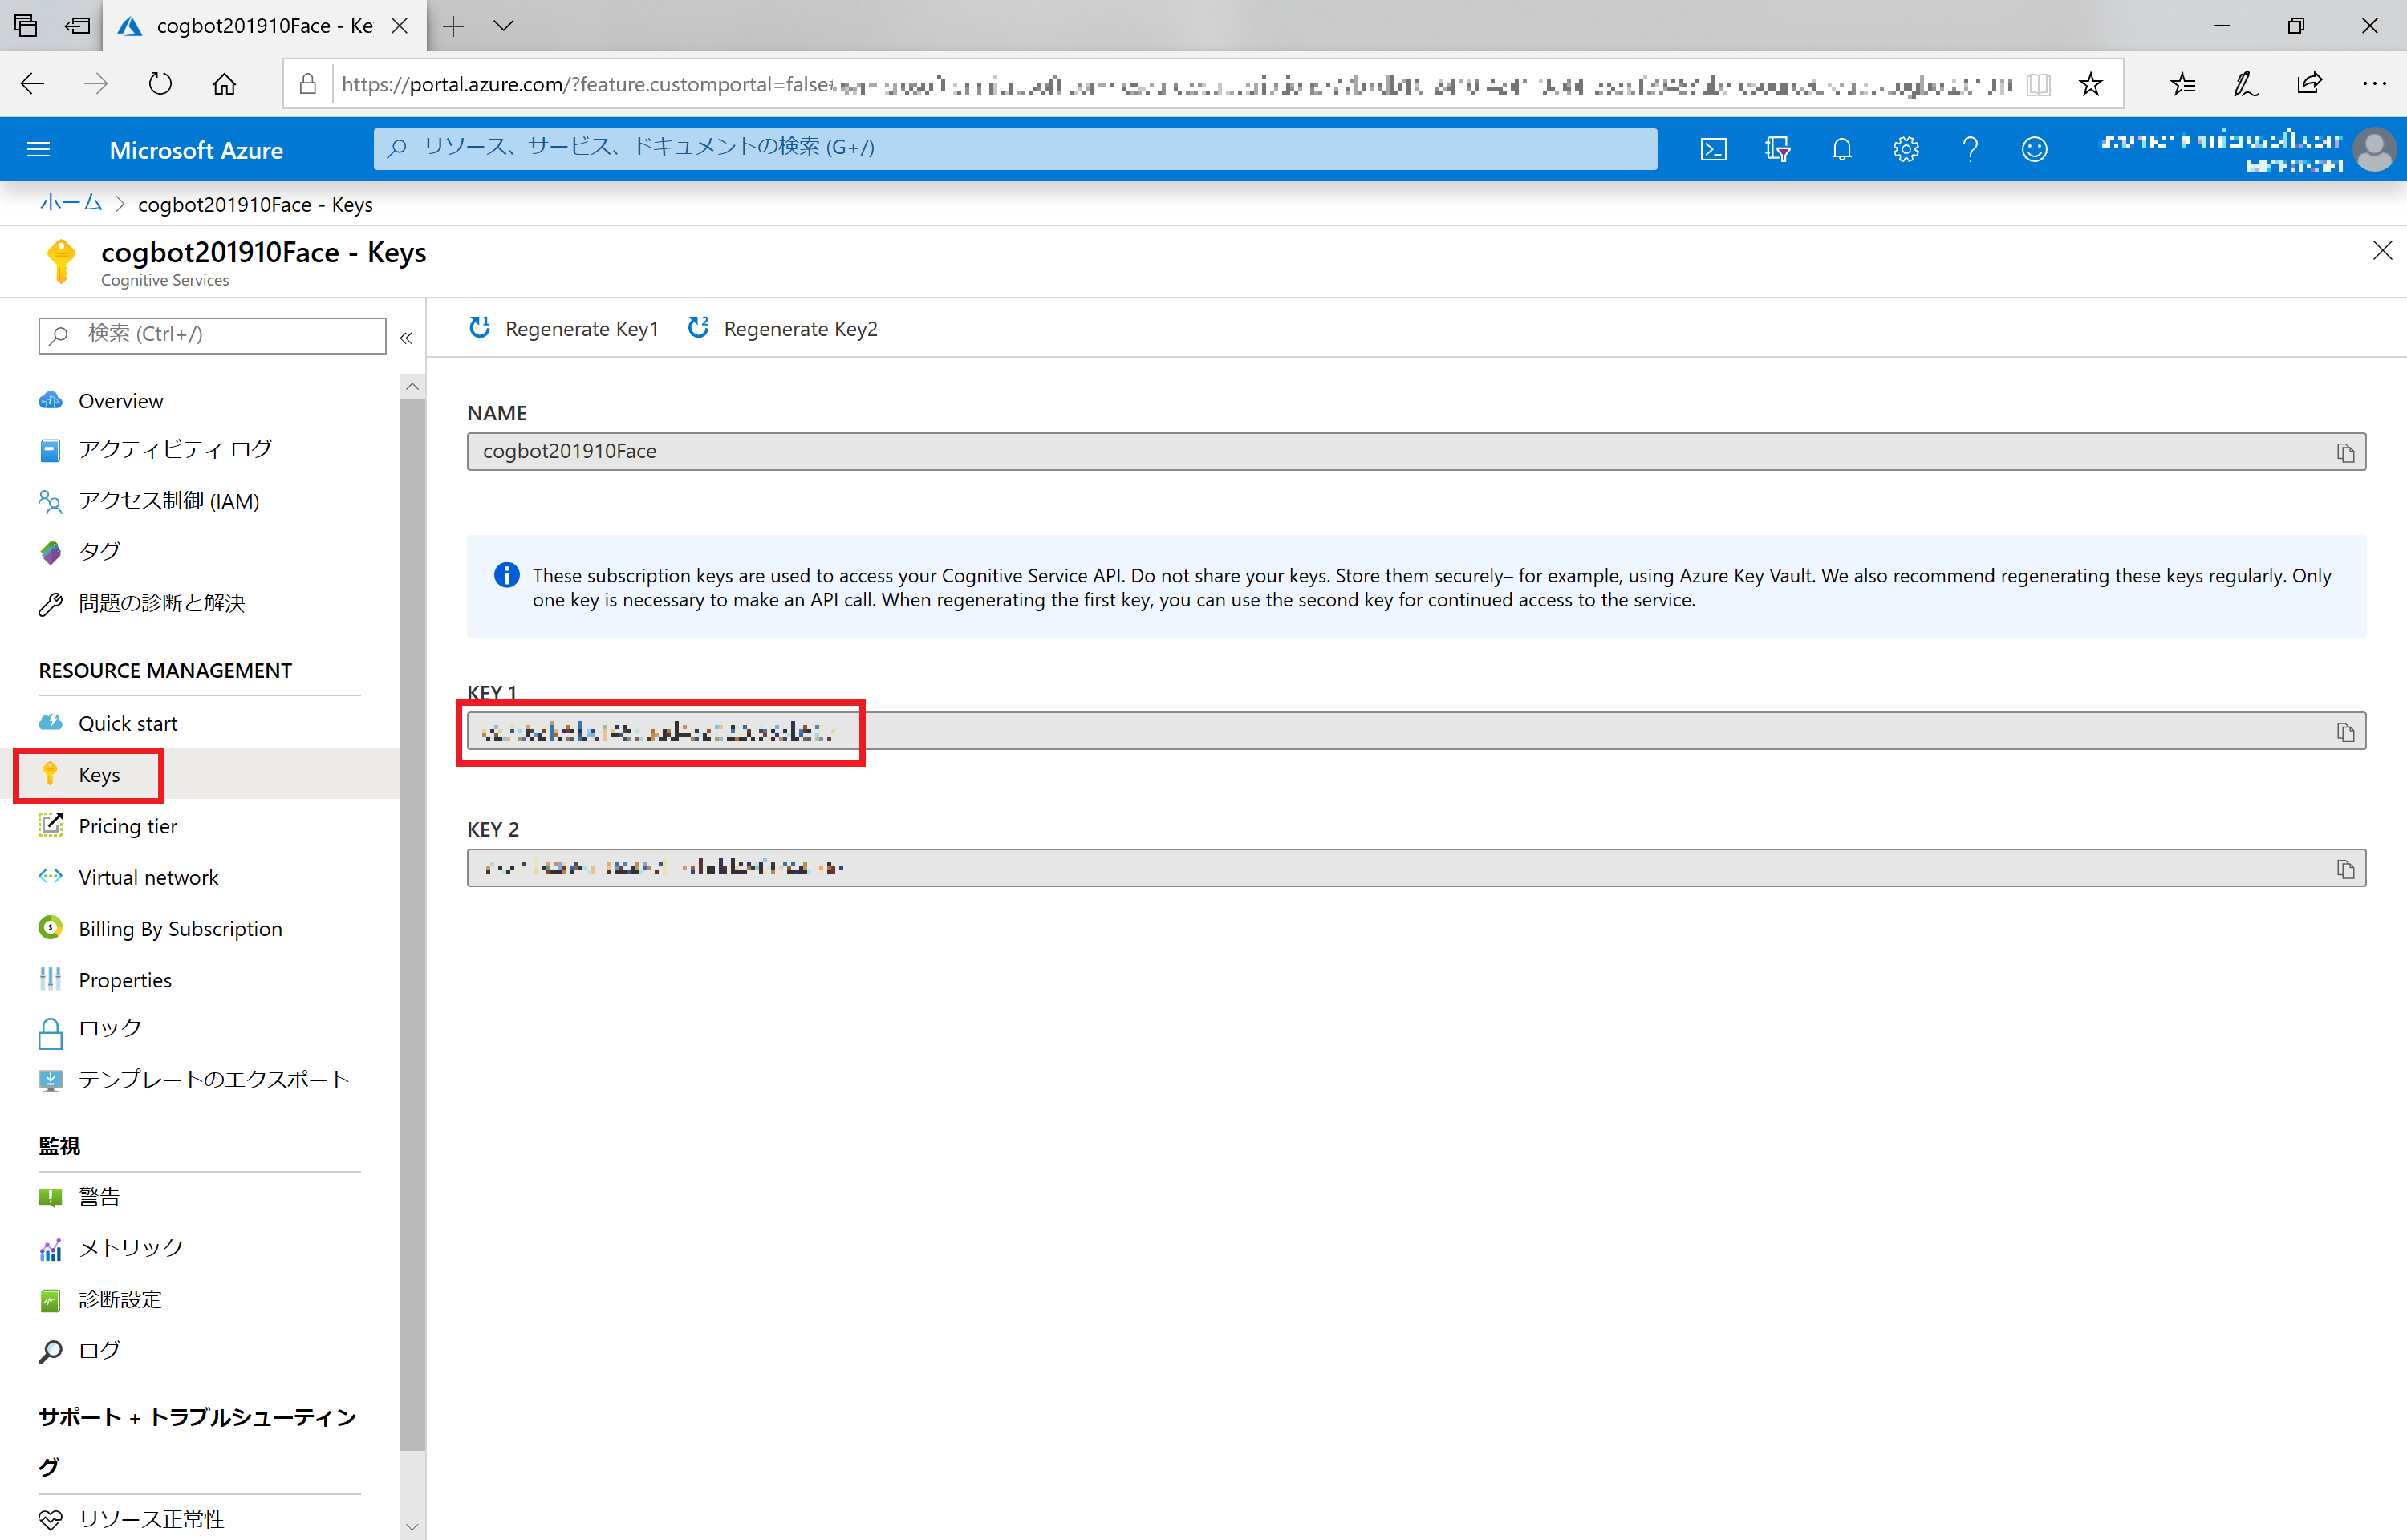 cogbot201910Face - Ke
https://portal.azure.com/?feature.customportal=false
Microsoft Azure
リソース、サービス、ドキュメントの検索 (G+/)
ホーム > cogbot201910Face - Keys
cogbot201910Face - Keys
Cognitive Services
検索 (Ctrl+/)
Overview
アクティビティ ログ
アクセス制御 (IAM)
タグ
問題の診断と解決
RESOURCE MANAGEMENT
Quick start
Keys
Pricing tier
Virtual network
Billing By Subscription
Properties
ロック
テンプレートのエクスポート
監視
警告
メトリック
診断設定
ログ
サポート + トラブルシューティン
グ
リソース正常性
Regenerate Key1
Regenerate Key2
NAME
cogbot201910Face
These subscription keys are used to access your Cognitive Service API. Do not share your keys. Store them securely– for example, using Azure Key Vault. We also recommend regenerating these keys regularly. Only
one key is necessary to make an API call. When regenerating the first key, you can use the second key for continued access to the service.
KEY 1
KEY 2